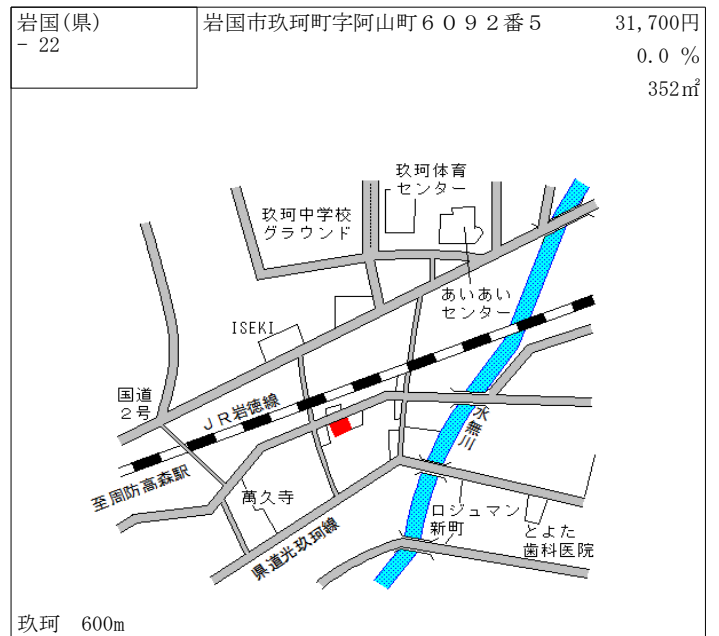 岩国(県)
- 22
岩国市玖珂町字阿山町６０９２番５
31,700円
0.0 %
352㎡
玖珂体育
センター
玖珂中学校
グラウンド
あいあい
センター
ISEKI
国道
２号
ＪＲ岩徳線
水無川
至周防高森駅
萬久寺
県道光玖珂線
ロジュマン
新町
とよた
歯科医院
玖珂 600m